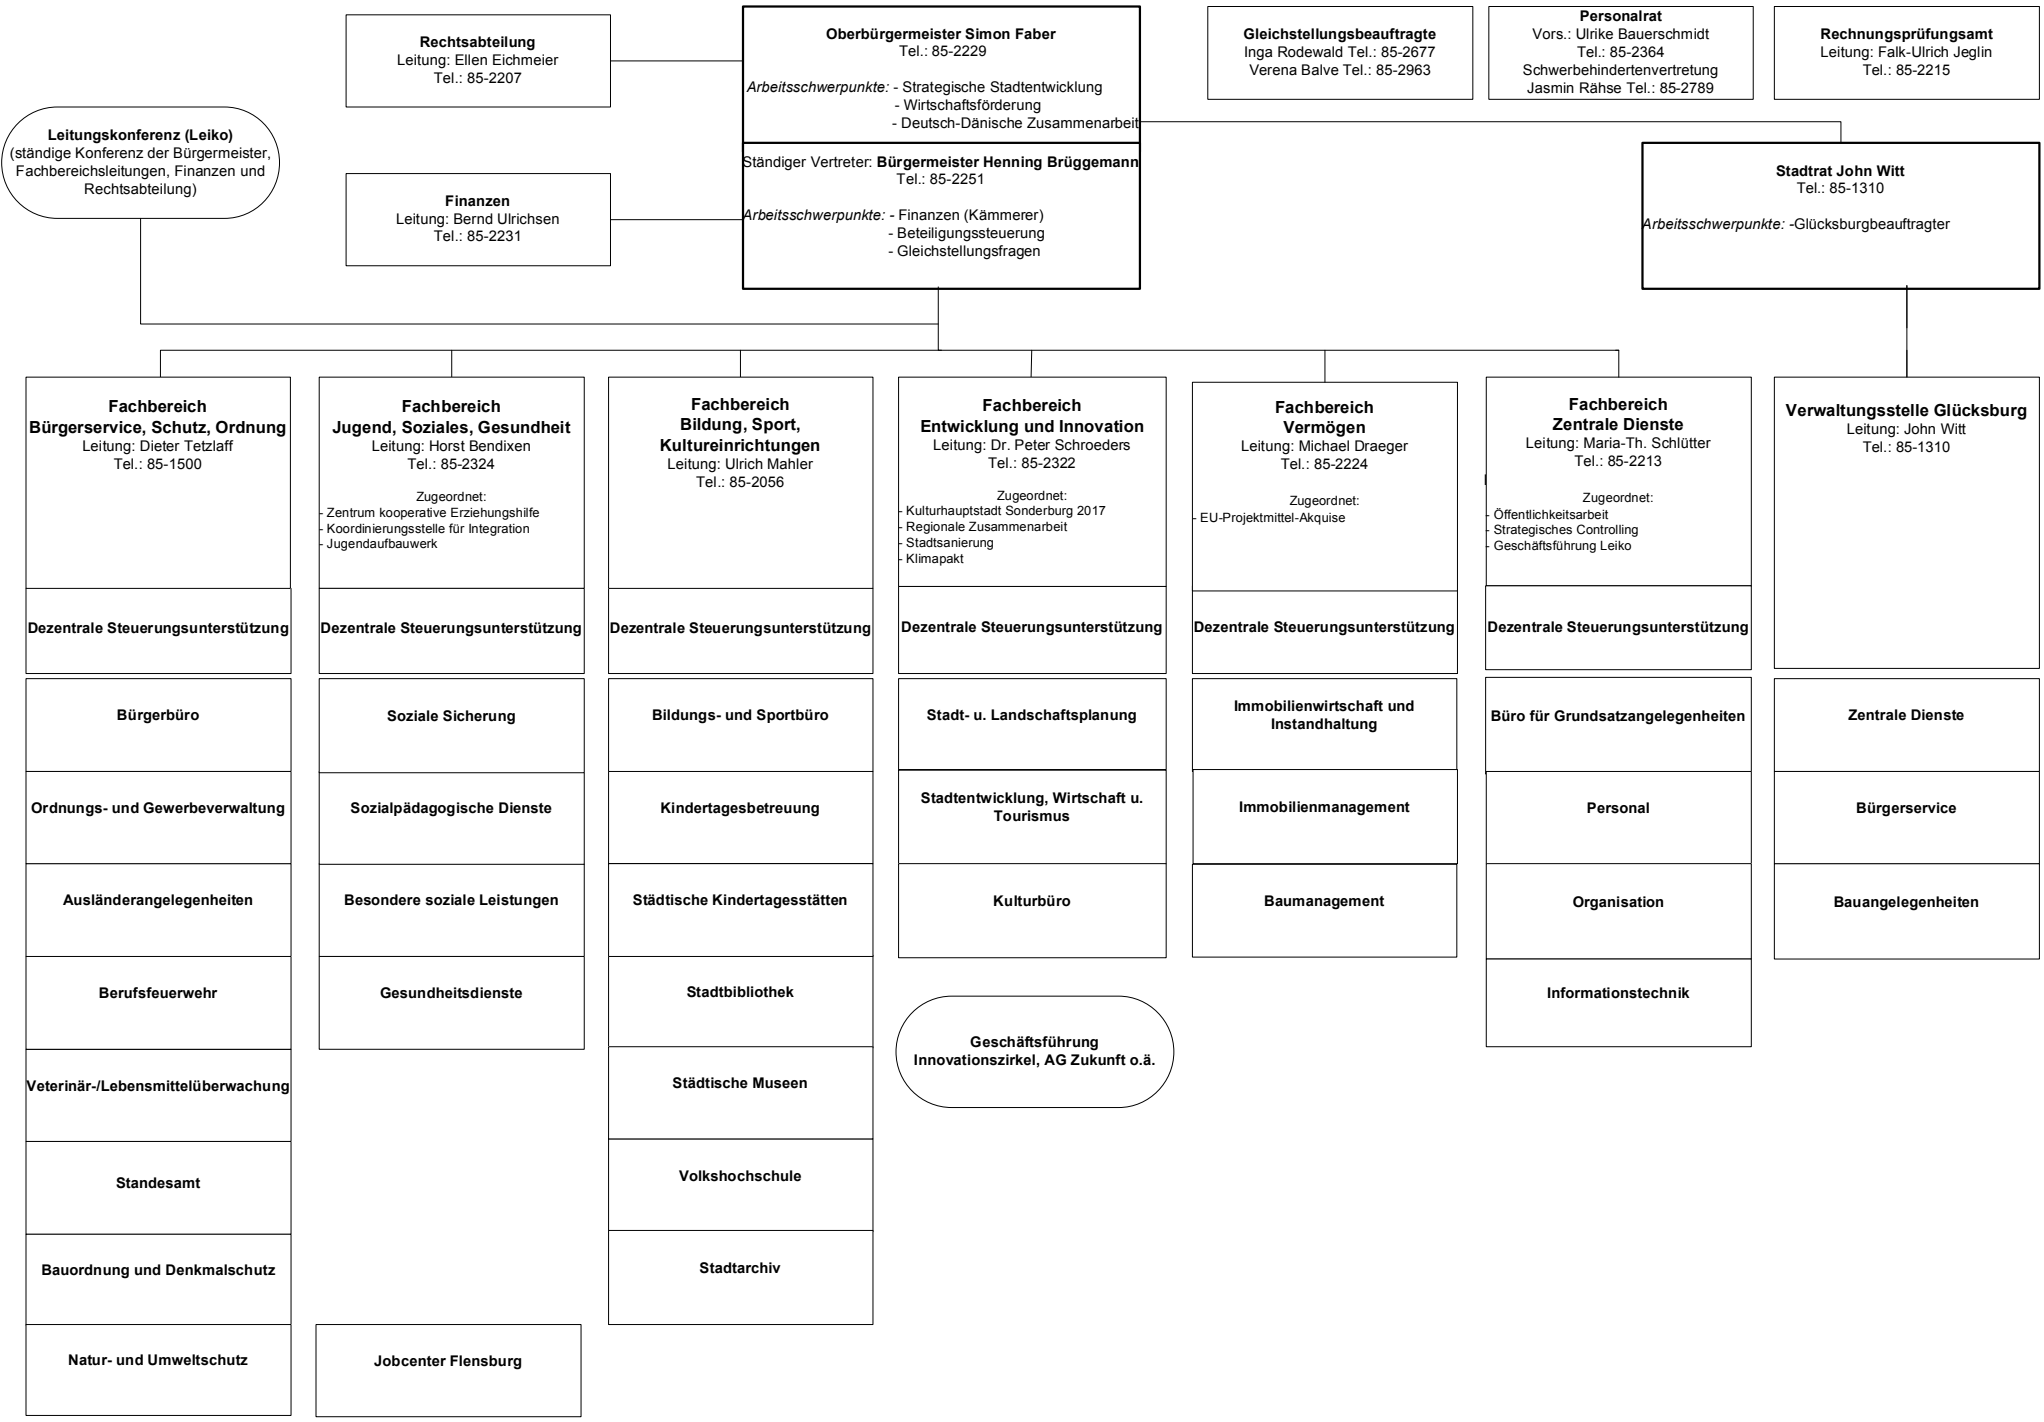 Rechtsabteilung
Leitung: Ellen Eichmeier
Tel.: 85-2207
Oberbürgermeister Simon Faber
Tel.: 85-2229
Arbeitsschwerpunkte: - Strategische Stadtentwicklung
- Wirtschaftsförderung
- Deutsch-Dänische Zusammenarbeit
Gleichstellungsbeauftragte
Inga Rodewald Tel.: 85-2677
Verena Balve Tel.: 85-2963
Personalrat
Vors.: Ulrike Bauerschmidt
Tel.: 85-2364
Schwerbehindertenvertretung
Jasmin Rähse Tel.: 85-2789
Rechnungsprüfungsamt
Leitung: Falk-Ulrich Jeglin
Tel.: 85-2215
Leitungskonferenz (Leiko)
(ständige Konferenz der Bürgermeister,
Fachbereichsleitungen, Finanzen und
Rechtsabteilung)
Finanzen
Leitung: Bernd Ulrichsen
Tel.: 85-2231
Ständiger Vertreter: Bürgermeister Henning Brüggemann
Tel.: 85-2251
Arbeitsschwerpunkte: - Finanzen (Kämmerer)
- Beteiligungssteuerung
- Gleichstellungsfragen
Stadtrat John Witt
Tel.: 85-1310
Arbeitsschwerpunkte: -Glücksburgbeauftragter
Fachbereich
Bürgerservice, Schutz, Ordnung
Leitung: Dieter Tetzlaff
Tel.: 85-1500
Dezentrale Steuerungsunterstützung
Bürgerbüro
Ordnungs- und Gewerbeverwaltung
Ausländerangelegenheiten
Berufsfeuerwehr
Veterinär-/Lebensmittelüberwachung
Standesamt
Bauordnung und Denkmalschutz
Natur- und Umweltschutz
Fachbereich
Jugend, Soziales, Gesundheit
Leitung: Horst Bendixen
Tel.: 85-2324
Zugeordnet:
- Zentrum kooperative Erziehungshilfe
- Koordinierungsstelle für Integration
- Jugendaufbauwerk
Dezentrale Steuerungsunterstützung
Soziale Sicherung
Sozialpädagogische Dienste
Besondere soziale Leistungen
Gesundheitsdienste
Jobcenter Flensburg
Fachbereich
Bildung, Sport,
Kultureinrichtungen
Leitung: Ulrich Mahler
Tel.: 85-2056
Dezentrale Steuerungsunterstützung
Bildungs- und Sportbüro
Kindertagesbetreuung
Städtische Kindertagesstätten
Stadtbibliothek
Städtische Museen
Volkshochschule
Stadtarchiv
Fachbereich
Entwicklung und Innovation
Leitung: Dr. Peter Schroeders
Tel.: 85-2322
Zugeordnet:
- Kulturhauptstadt Sonderburg 2017
- Regionale Zusammenarbeit
- Stadtsanierung
- Klimapakt
Dezentrale Steuerungsunterstützung
Stadt- u. Landschaftsplanung
Stadtentwicklung, Wirtschaft u.
Tourismus
Kulturbüro
Geschäftsführung
Innovationszirkel, AG Zukunft o.ä.
Fachbereich
Vermögen
Leitung: Michael Draeger
Tel.: 85-2224
Zugeordnet:
- EU-Projektmittel-Akquise
Dezentrale Steuerungsunterstützung
Immobilienwirtschaft und
Instandhaltung
Immobilienmanagement
Baumanagement
Fachbereich
Zentrale Dienste
Leitung: Maria-Th. Schlütter
Tel.: 85-2213
Zugeordnet:
- Öffentlichkeitsarbeit
- Strategisches Controlling
- Geschäftsführung Leiko
Dezentrale Steuerungsunterstützung
Büro für Grundsatzangelegenheiten
Personal
Organisation
Informationstechnik
Verwaltungsstelle Glücksburg
Leitung: John Witt
Tel.: 85-1310
Zentrale Dienste
Bürgerservice
Bauangelegenheiten